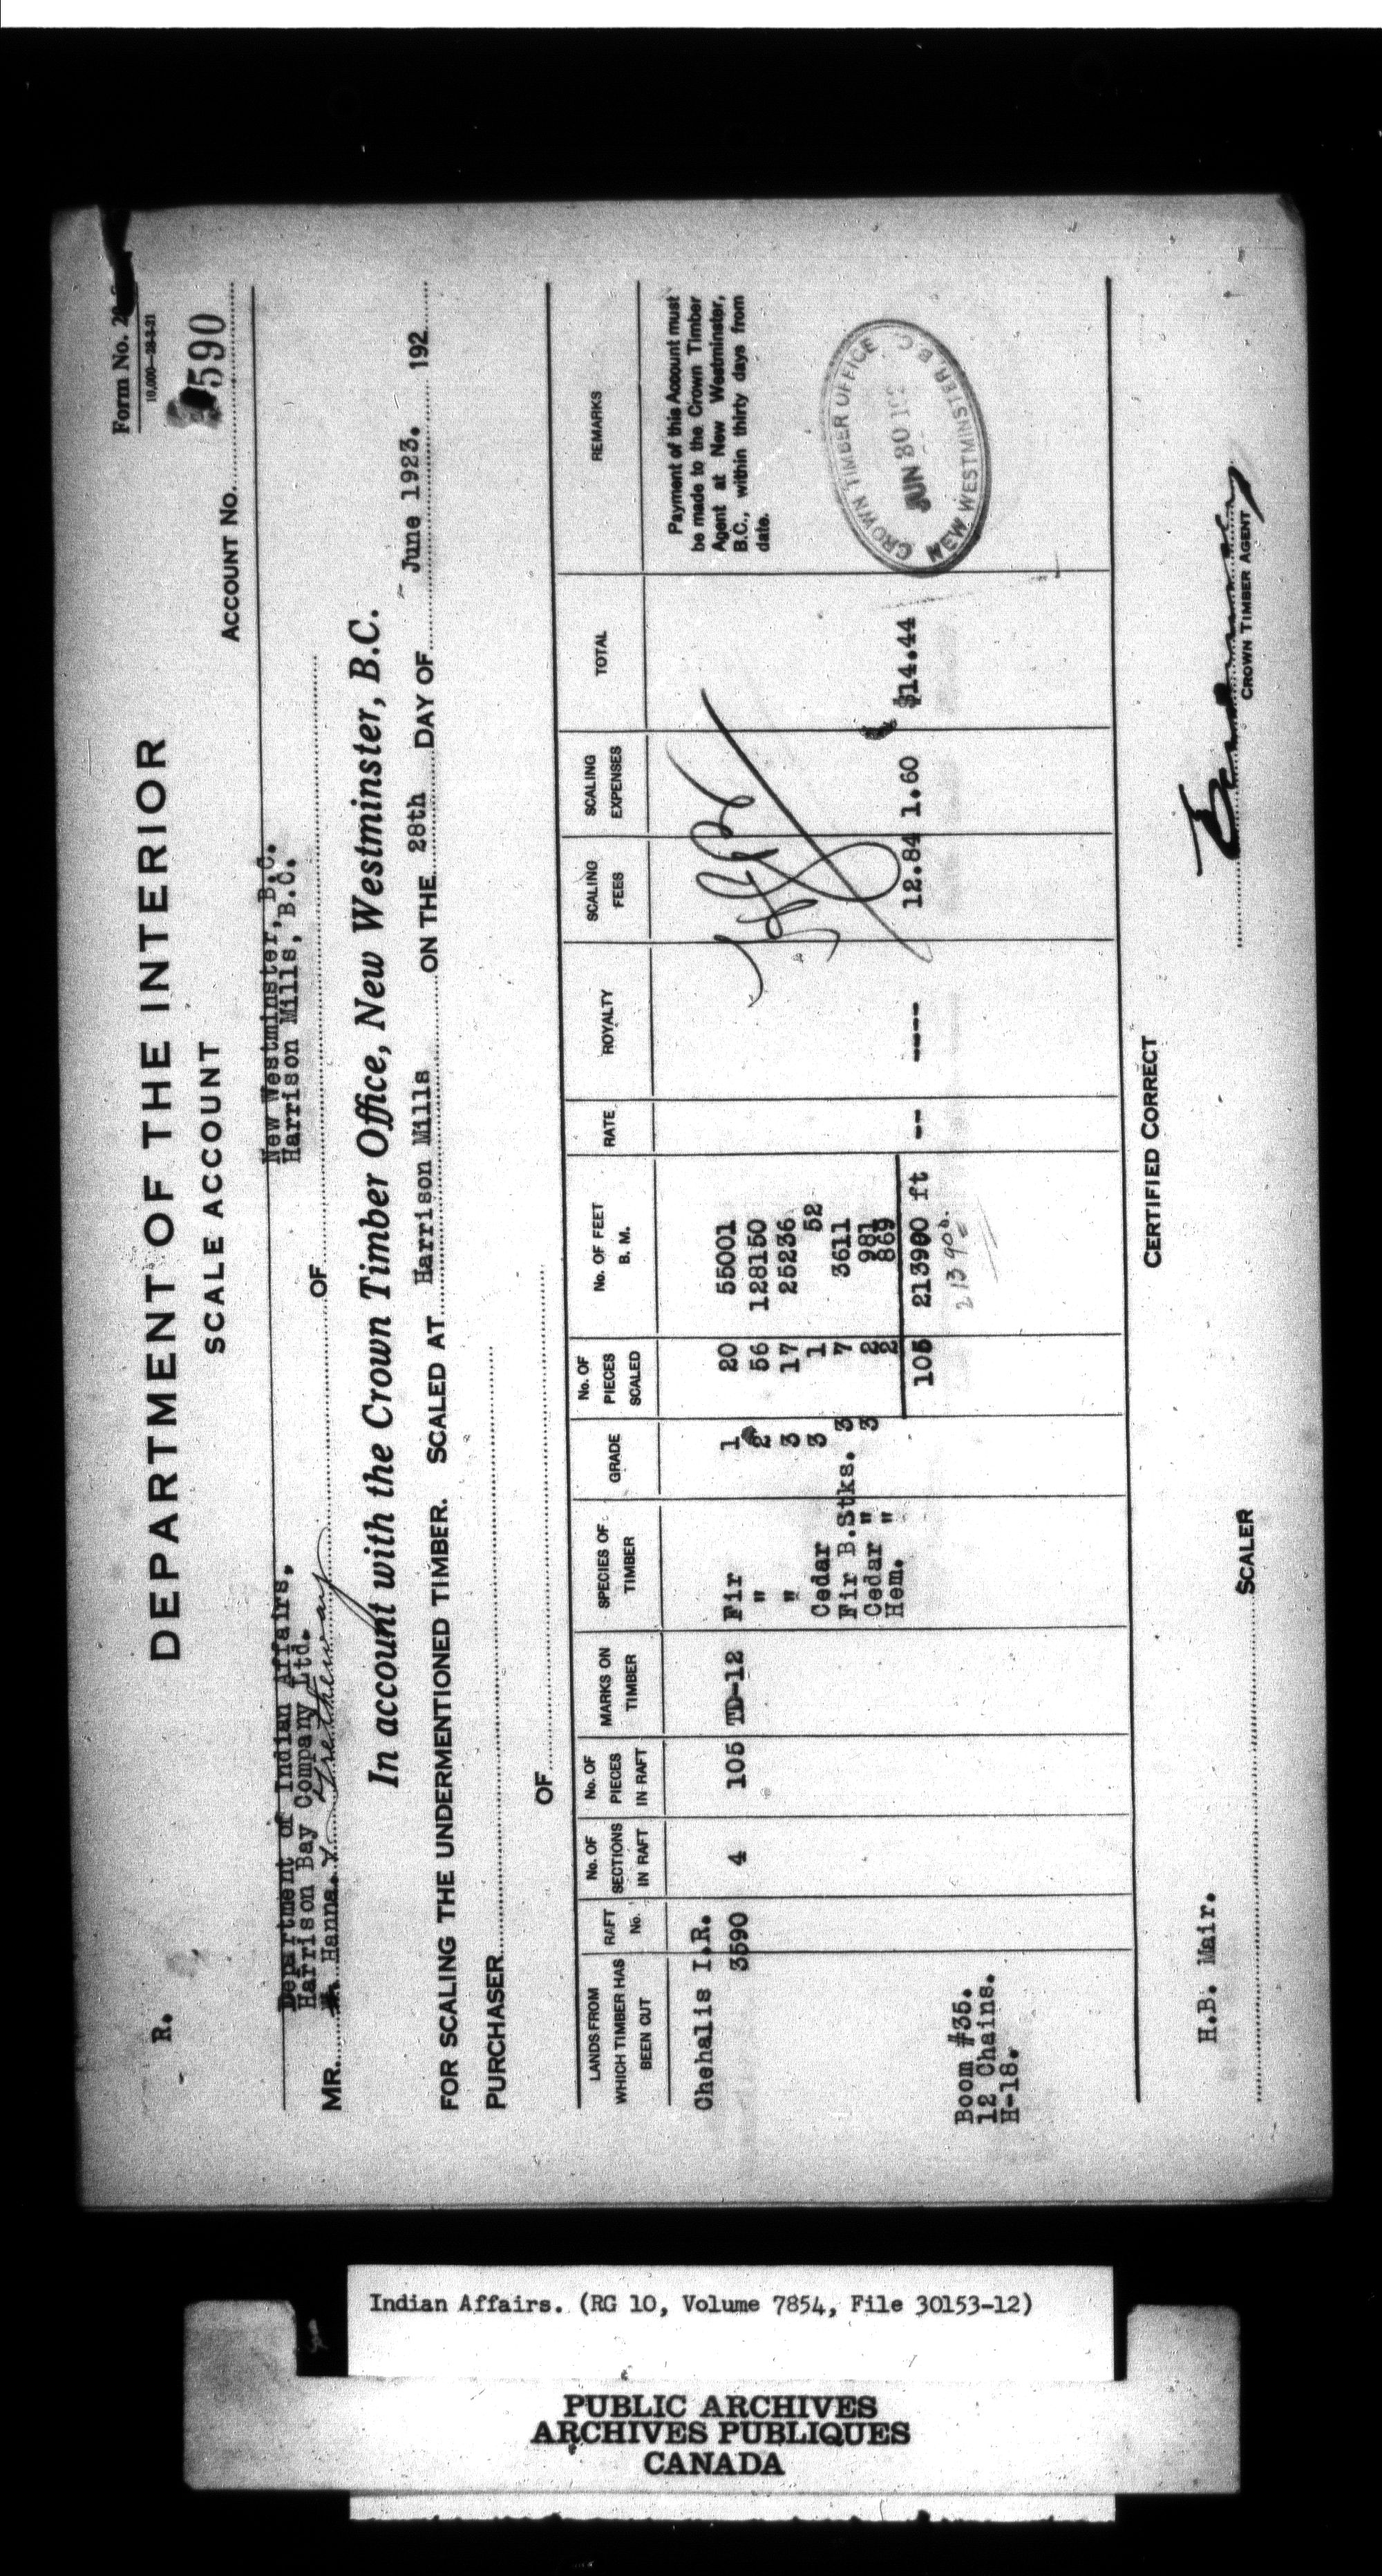 R.
Form No. 2
10,000—28-3-21
DEPARTMENT OF THE INTERIOR
590
SCALE ACCOUNT
ACCOUNT No.
Department of Indian Affairs. New Westminster, B.C.
Harrison Bay Company Ltd. Harrison Mills, B.C.
MR. Hanna. Trethewey OF
In account with the Crown Timber Office, New Westminster, B.C.
FOR SCALING THE UNDERMENTIONED TIMBER. SCALED AT Harrison Mills ON THE 28th DAY OF June 1923. 192
PURCHASER
OF
LANDS FROM WHICH TIMBER HAS BEEN CUT RAFT No. No. OF SECTIONS IN RAFT No. OF PIECES IN RAFT MARKS ON TIMBER SPECIES OF TIMBER GRADE No. OF PIECES SCALED No. OF FEET B. M. RATE ROYALTY SCALING FEES SCALING EXPENSES TOTAL REMARKS
Chehalis I.R.
3590 4 105 TD-12 Fir 1 20 55001
" 2 56 128150
" 3 17 25236
Cedar 3 1 52
Fir B.Stks. 3 7 3611
Cedar " 3 2 981
Hem. " 2 869
105 213900 ft -- ---- 12.84 1.60 $14.44
213900.
Payment of this Account must
be made to the Crown Timber
Agent at New Westminster,
B.C., within thirty days from
date.
CROWN TIMBER OFFICE
JUN 30 192
NEW WESTMINSTER B.C.
Boom #35.
12 Chains.
H-18.
CERTIFIED CORRECT
H.B. Mair.
SCALER
CROWN TIMBER AGENT
Indian Affairs. (RG 10, Volume 7854, File 30153-12)
PUBLIC ARCHIVES
ARCHIVES PUBLIQUES
CANADA